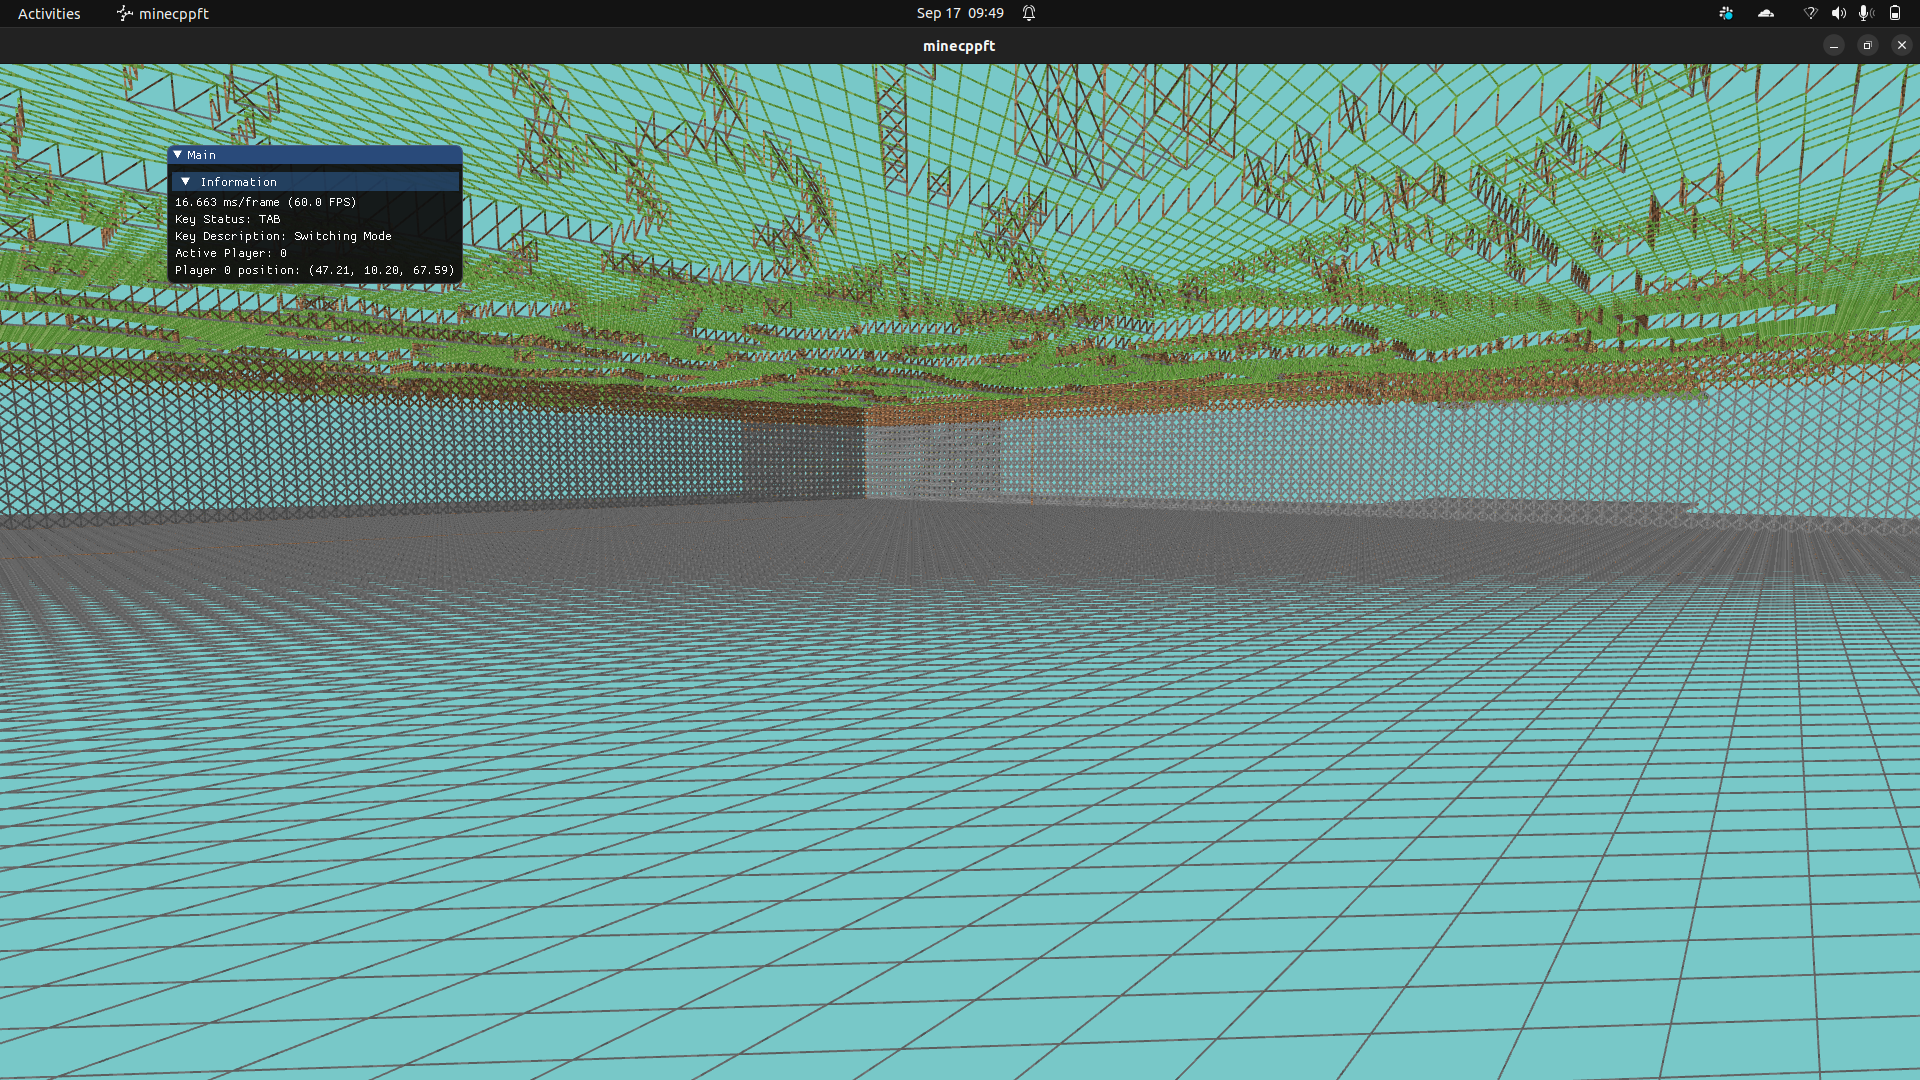 Activities
minecppft
Sep 17 09:49
minecppft
Main
Information
16.663 ms/frame (60.0 FPS)
Key Status: TAB
Key Description: Switching Mode
Active Player: 0
Player 0 position: (47.21, 10.20, 67.59)